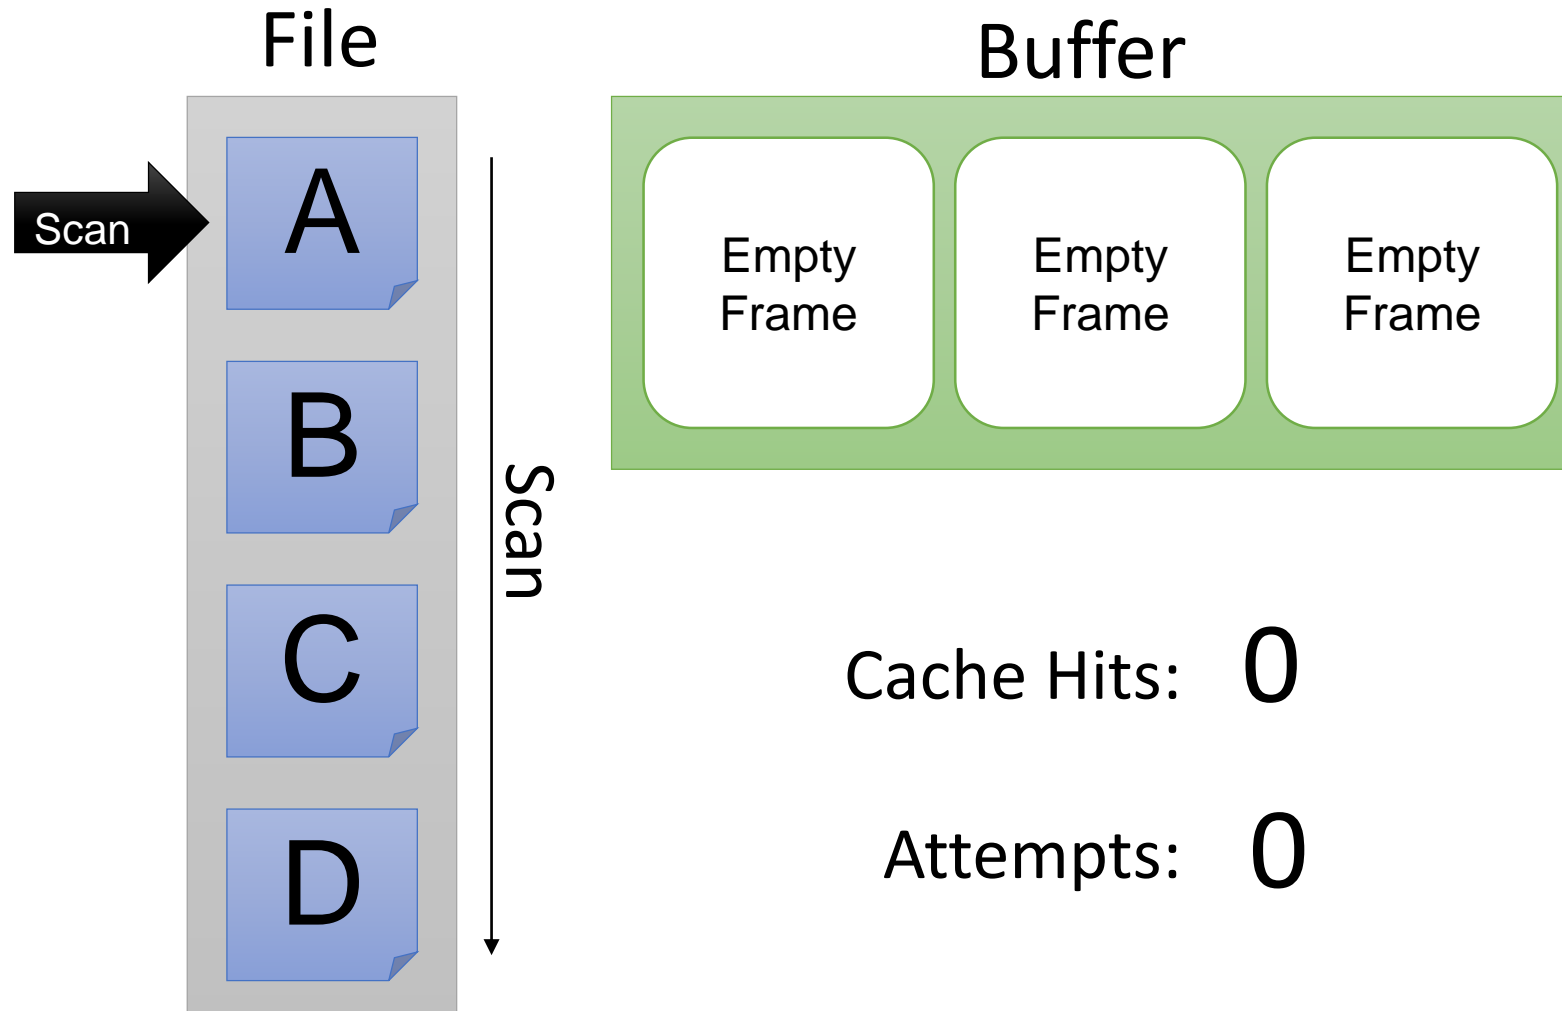 File
Buffer
Scan
A
B
C
D
Scan
Empty
Frame
Empty
Frame
Empty
Frame
Cache Hits: 0
Attempts: 0